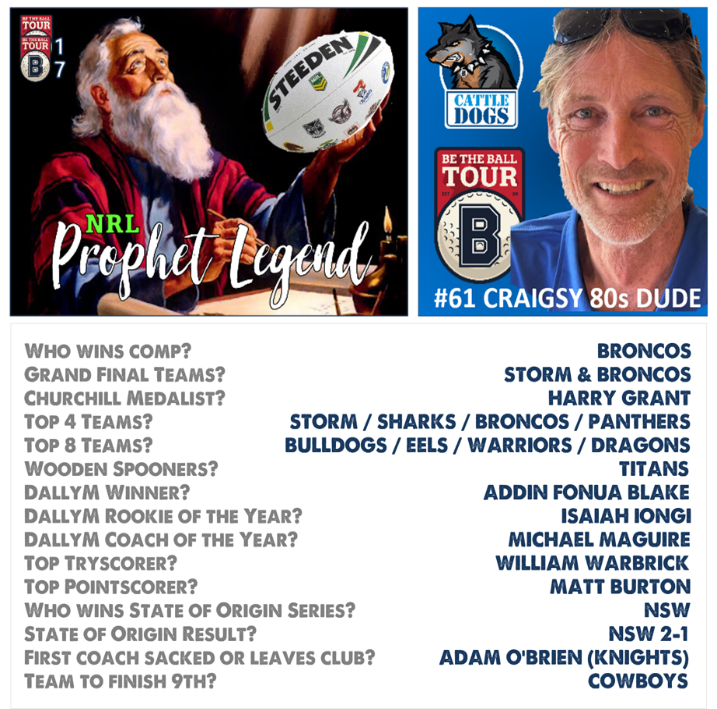 BE THE BALL
TOUR
BE THE BALL
TOUR
B
1
7
STEEDEN
NRL
Prophet Legend
CATTLE
DOGS
BE THE BALL
TOUR
B
#61 CRAIGSY 80s DUDE
WHO WINS COMP? BRONCOS
GRAND FINAL TEAMS? STORM & BRONCOS
CHURCHILL MEDALIST? HARRY GRANT
TOP 4 TEAMS? STORM / SHARKS / BRONCOS / PANTHERS
TOP 8 TEAMS? BULLDOGS / EELS / WARRIORS / DRAGONS
WOODEN SPOONERS? TITANS
DALLYM WINNER? ADDIN FONUA BLAKE
DALLYM ROOKIE OF THE YEAR? ISAIAH IONGI
DALLYM COACH OF THE YEAR? MICHAEL MAGUIRE
TOP TRYSCORER? WILLIAM WARBRICK
TOP POINTSCORER? MATT BURTON
WHO WINS STATE OF ORIGIN SERIES? NSW
STATE OF ORIGIN RESULT? NSW 2-1
FIRST COACH SACKED OR LEAVES CLUB? ADAM O'BRIEN (KNIGHTS)
TEAM TO FINISH 9TH? COWBOYS